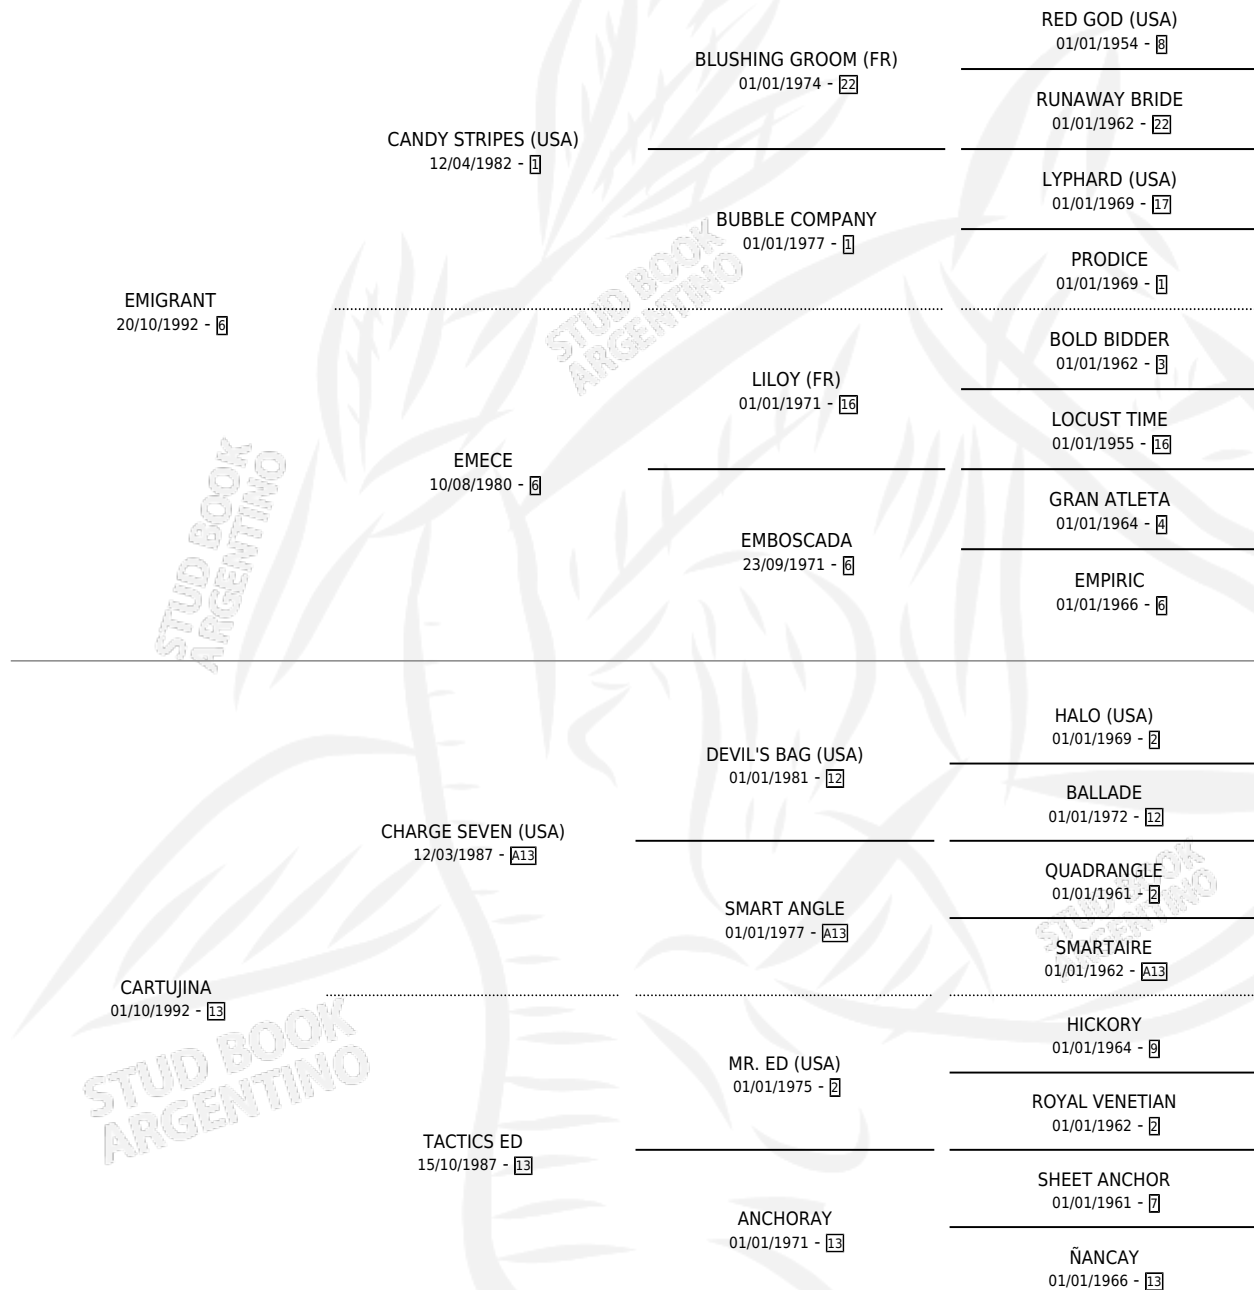 RED GOD (USA)
01/01/1954 - 8
BLUSHING GROOM (FR)
01/01/1974 - 22
RUNAWAY BRIDE
01/01/1962 - 22
CANDY STRIPES (USA)
12/04/1982 - 1
LYPHARD (USA)
01/01/1969 - 17
BUBBLE COMPANY
01/01/1977 - 1
PRODICE
01/01/1969 - 1
EMIGRANT
20/10/1992 - 6
STUD BOOK
ARGENTINO
BOLD BIDDER
01/01/1962 - 3
LILOY (FR)
01/01/1971 - 16
LOCUST TIME
01/01/1955 - 16
EMECE
10/08/1980 - 6
GRAN ATLETA
01/01/1964 - 4
EMBOSCADA
23/09/1971 - 6
EMPIRIC
01/01/1966 - 6
STUD BOOK
ARGENTINO
HALO (USA)
01/01/1969 - 2
DEVIL'S BAG (USA)
01/01/1981 - 12
BALLADE
01/01/1972 - 12
CHARGE SEVEN (USA)
12/03/1987 - A13
QUADRANGLE
01/01/1961 - 2
SMART ANGLE
01/01/1977 - A13
SMARTAIRE
01/01/1962 - A13
STUD BOOK
ARGENTINO
CARTUJINA
01/10/1992 - 13
HICKORY
01/01/1964 - 9
MR. ED (USA)
01/01/1975 - 2
ROYAL VENETIAN
01/01/1962 - 2
STUD BOOK
ARGENTINO
TACTICS ED
15/10/1987 - 13
SHEET ANCHOR
01/01/1961 - 7
ANCHORAY
01/01/1971 - 13
ÑANCAY
01/01/1966 - 13